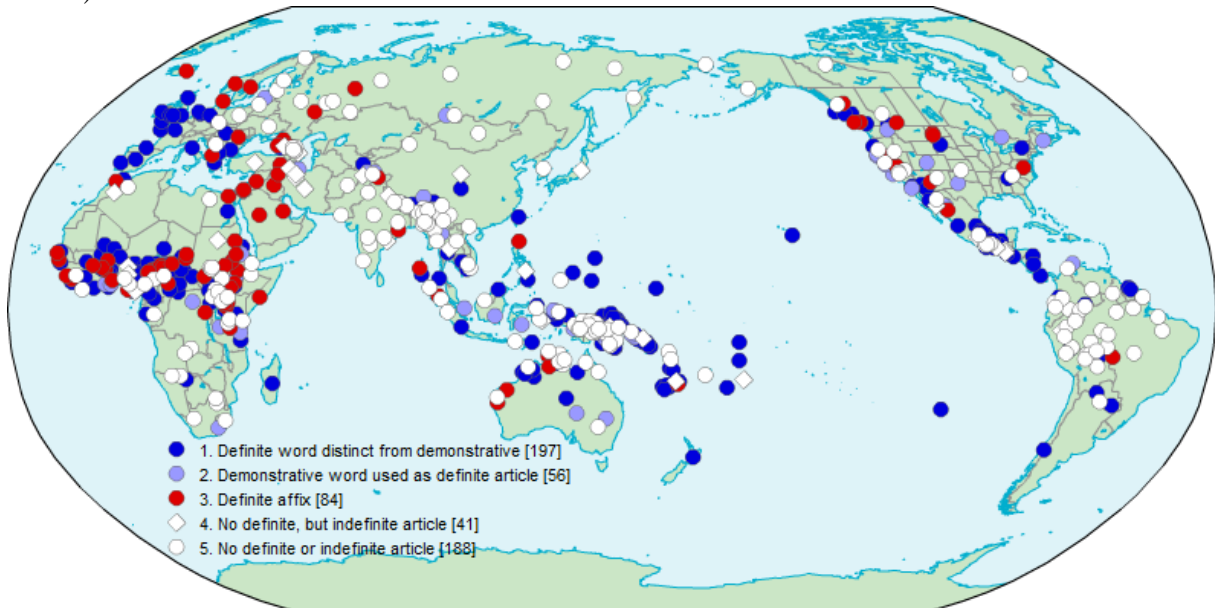 1. Definite word distinct from demonstrative [197]
2. Demonstrative word used as definite article [56]
3. Definite affix [84]
4. No definite, but indefinite article [41]
5. No definite or indefinite article [188]